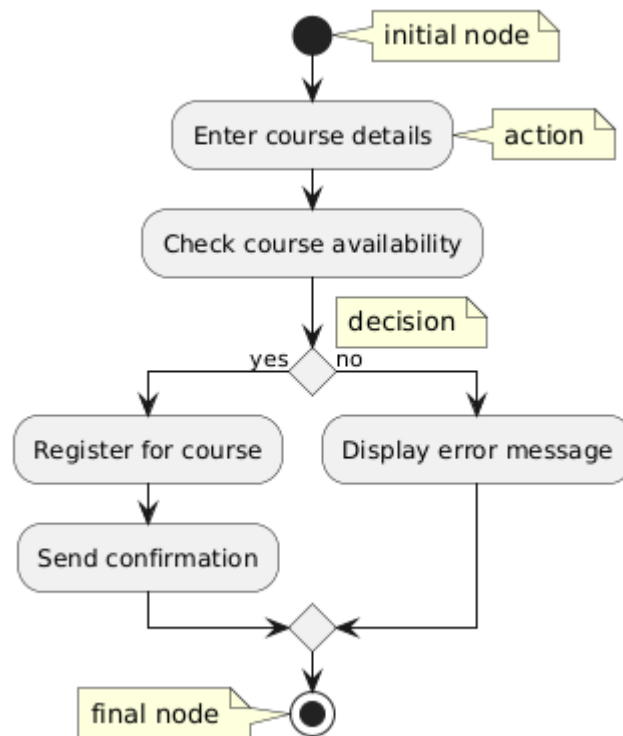 initial node
Enter course details
action
Check course availability
decision
yes
no
Register for course
Display error message
Send confirmation
final node